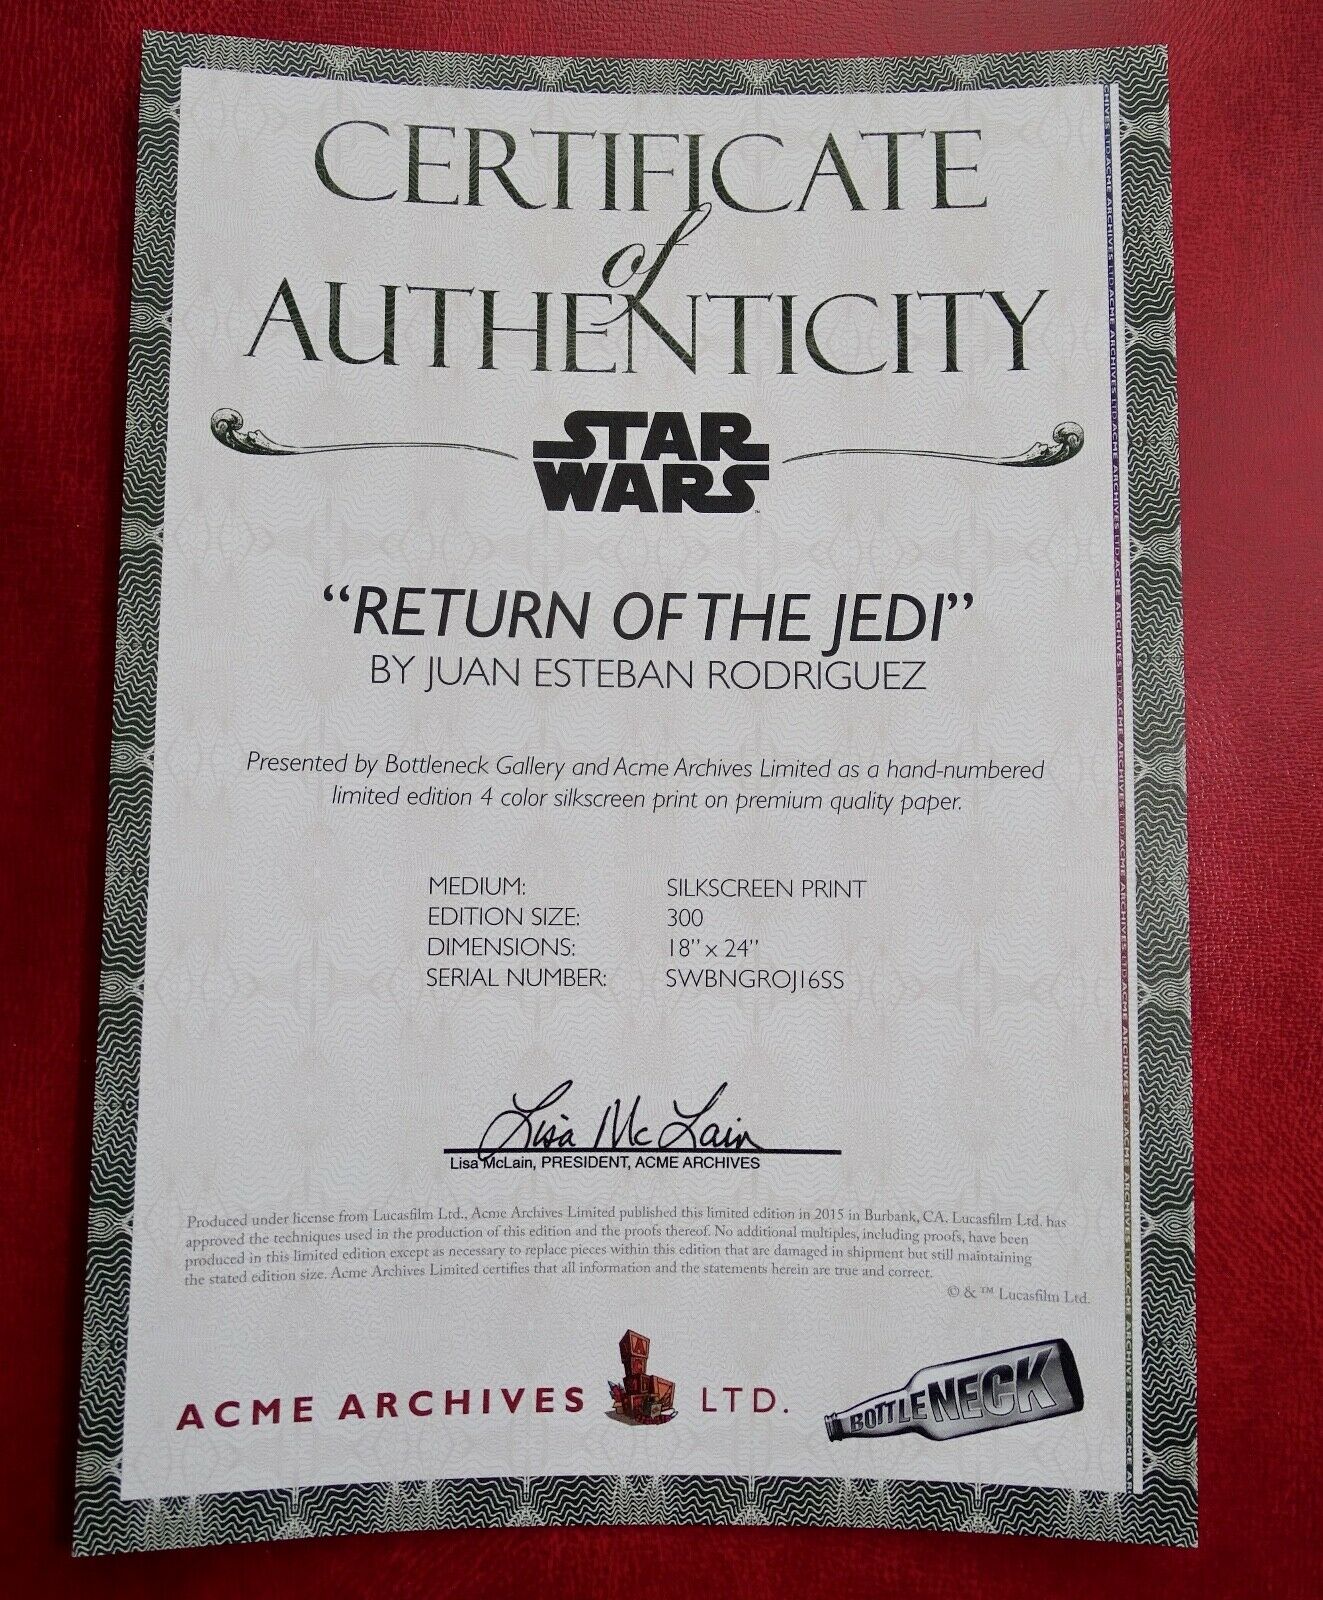 CERTIFICATE
of
AUTHENTICITY
STAR
WARS
“RETURN OF THE JEDI”
BY JUAN ESTEBAN RODRIGUEZ
Presented by Bottleneck Gallery and Acme Archives Limited as a hand-numbered
limited edition 4 color silkscreen print on premium quality paper.
MEDIUM: SILKSCREEN PRINT
EDITION SIZE: 300
DIMENSIONS: 18” x 24”
SERIAL NUMBER: SWBNGROJ16SS
Lisa McLain
Lisa McLain, PRESIDENT, ACME ARCHIVES
Produced under license from Lucasfilm Ltd., Acme Archives Limited published this limited edition in 2015 in Burbank, CA. Lucasfilm Ltd. has
approved the techniques used in the production of this edition and the proofs thereof. No additional multiples, including proofs, have been
produced in this limited edition except as necessary to replace pieces within this edition that are damaged in shipment but still maintaining
the stated edition size. Acme Archives Limited certifies that all information and the statements herein are true and correct.
© & ™ Lucasfilm Ltd.
ACME ARCHIVES LTD.
BOTTLENECK